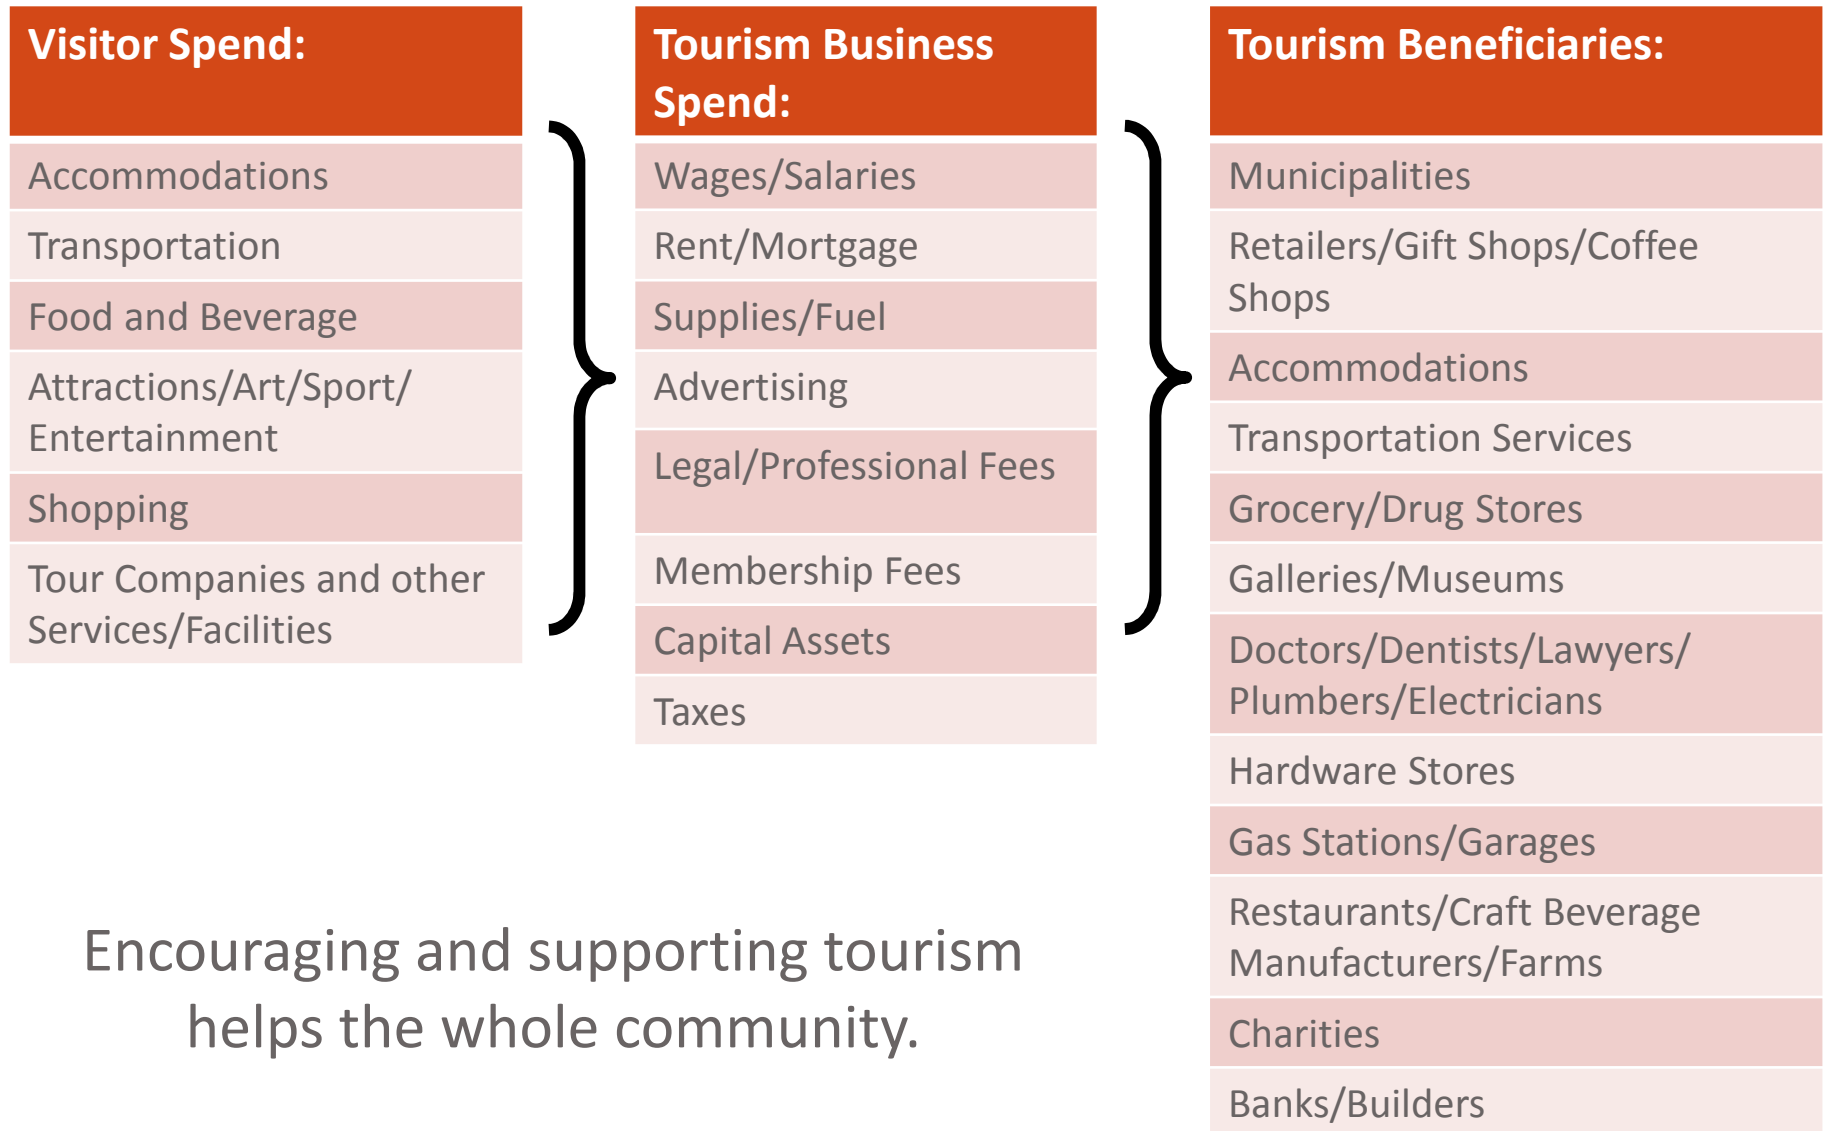 Visitor Spend:
Accommodations
Transportation
Food and Beverage
Attractions/Art/Sport/
Entertainment
Shopping
Tour Companies and other
Services/Facilities
Tourism Business
Spend:
Wages/Salaries
Rent/Mortgage
Supplies/Fuel
Advertising
Legal/Professional Fees
Membership Fees
Capital Assets
Taxes
Tourism Beneficiaries:
Municipalities
Retailers/Gift Shops/Coffee
Shops
Accommodations
Transportation Services
Grocery/Drug Stores
Galleries/Museums
Doctors/Dentists/Lawyers/
Plumbers/Electricians
Hardware Stores
Gas Stations/Garages
Restaurants/Craft Beverage
Manufacturers/Farms
Charities
Banks/Builders
Encouraging and supporting tourism
helps the whole community.